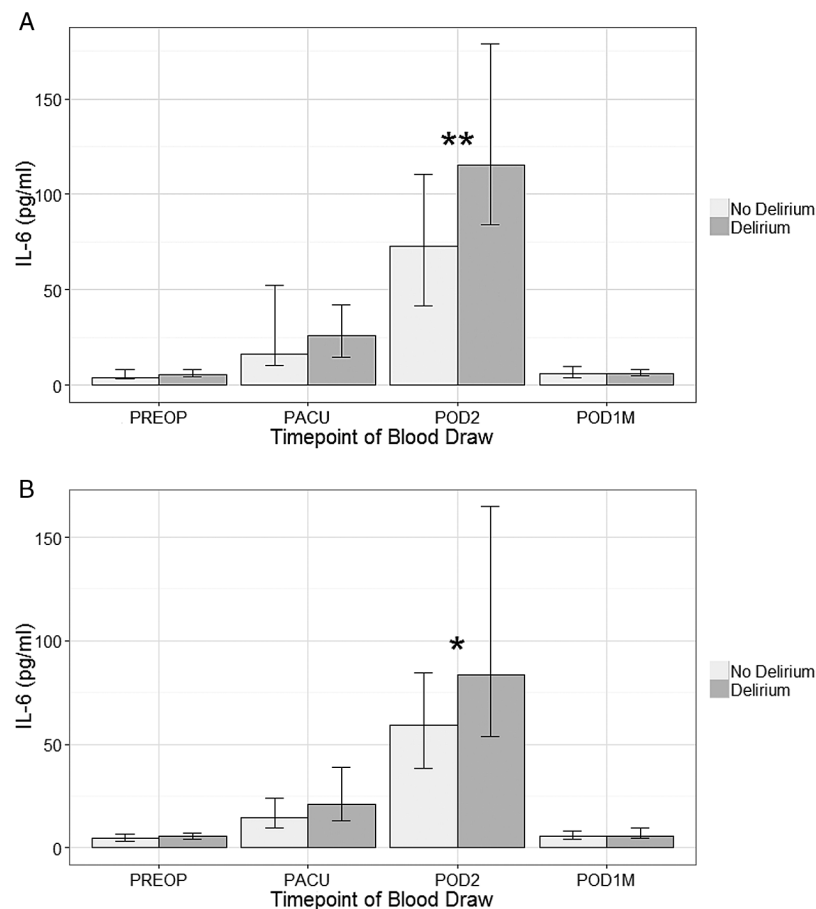 A
150
100
50
0
IL-6 (pg/ml)
**
No Delirium
Delirium
PREOP PACU POD2 POD1M
Timepoint of Blood Draw
B
150
100
50
0
IL-6 (pg/ml)
*
No Delirium
Delirium
PREOP PACU POD2 POD1M
Timepoint of Blood Draw